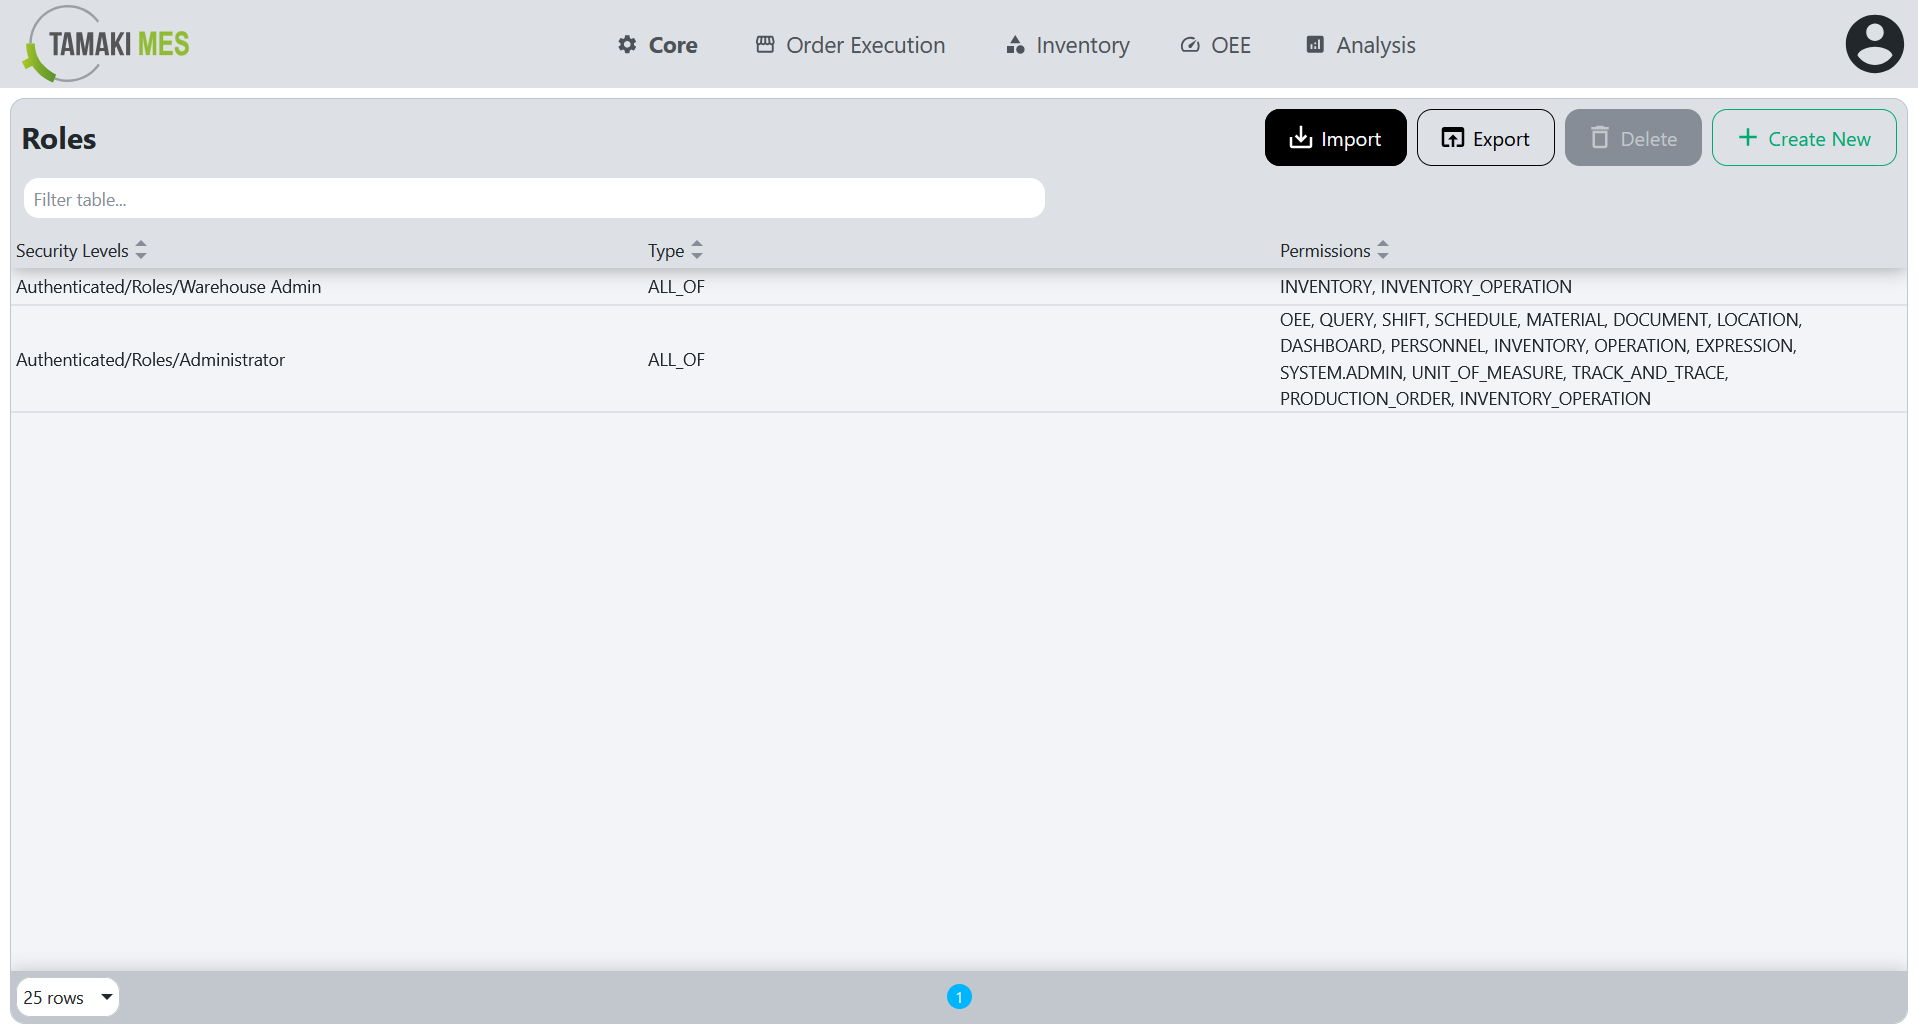 TAMAKI MES
Core
Order Execution
Inventory
OEE
Analysis
Roles
Import
Export
Delete
Create New
Filter table...
Security Levels
Type
Permissions
Authenticated/Roles/Warehouse Admin
ALL_OF
INVENTORY, INVENTORY_OPERATION
Authenticated/Roles/Administrator
ALL_OF
OEE, QUERY, SHIFT, SCHEDULE, MATERIAL, DOCUMENT, LOCATION,
DASHBOARD, PERSONNEL, INVENTORY, OPERATION, EXPRESSION,
SYSTEM.ADMIN, UNIT_OF_MEASURE, TRACK_AND_TRACE,
PRODUCTION_ORDER, INVENTORY_OPERATION
25 rows
1